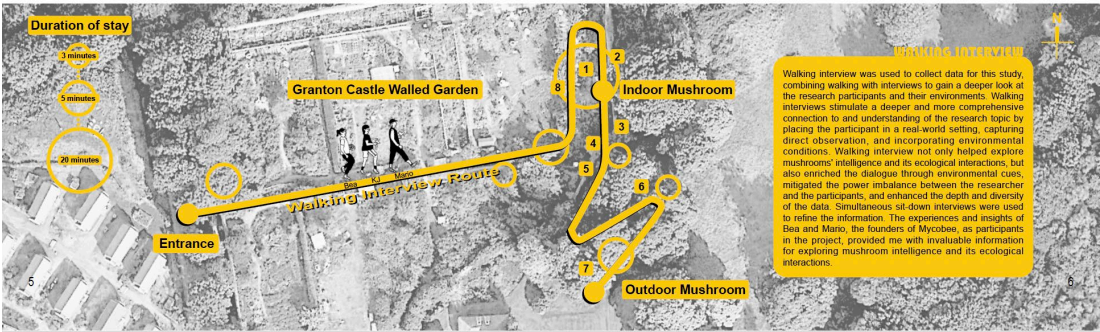 Duration of stay
3 minutes
5 minutes
20 minutes
Granton Castle Walled Garden
Bea KJ Mario
Walking Interview Route
Entrance
1
2
8
Indoor Mushroom
3
4
5
6
7
Outdoor Mushroom
N
WALKING INTERVIEW
Walking interview was used to collect data for this study,
combining walking with interviews to gain a deeper look at
the research participants and their environments. Walking
interviews stimulate a deeper and more comprehensive
connection to and understanding of the research topic by
placing the participant in a real-world setting, capturing
direct observation, and incorporating environmental
conditions. Walking interview not only helped explore
mushrooms' intelligence and its ecological interactions, but
also enriched the dialogue through environmental cues,
mitigated the power imbalance between the researcher
and the participants, and enhanced the depth and diversity
of the data. Simultaneous sit-down interviews were used
to refine the information. The experiences and insights of
Bea and Mario, the founders of Mycobee, as participants
in the project, provided me with invaluable information
for exploring mushroom intelligence and its ecological
interactions.
5
6